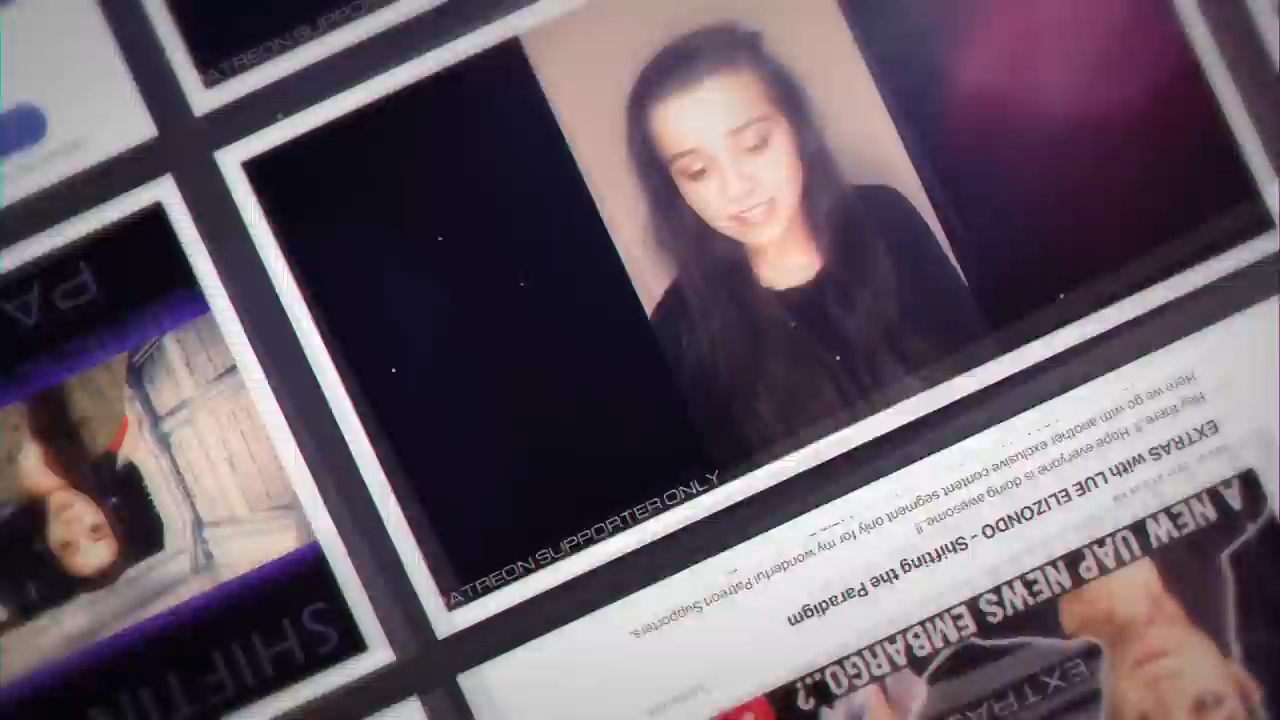 ATREON SUPPOR
PA
ATREON SUPPORTER ONLY
SHIFTIN
EXTRAS with LUE ELIZONDO - Shifting the Paradigm
Hey there..!! Hope everyone is doing awesome..!!
Here we go with another exclusive content segment only for my wonderful Patreon Supporters.
A NEW UAP NEWS EMBARGO..?
EXTRAS